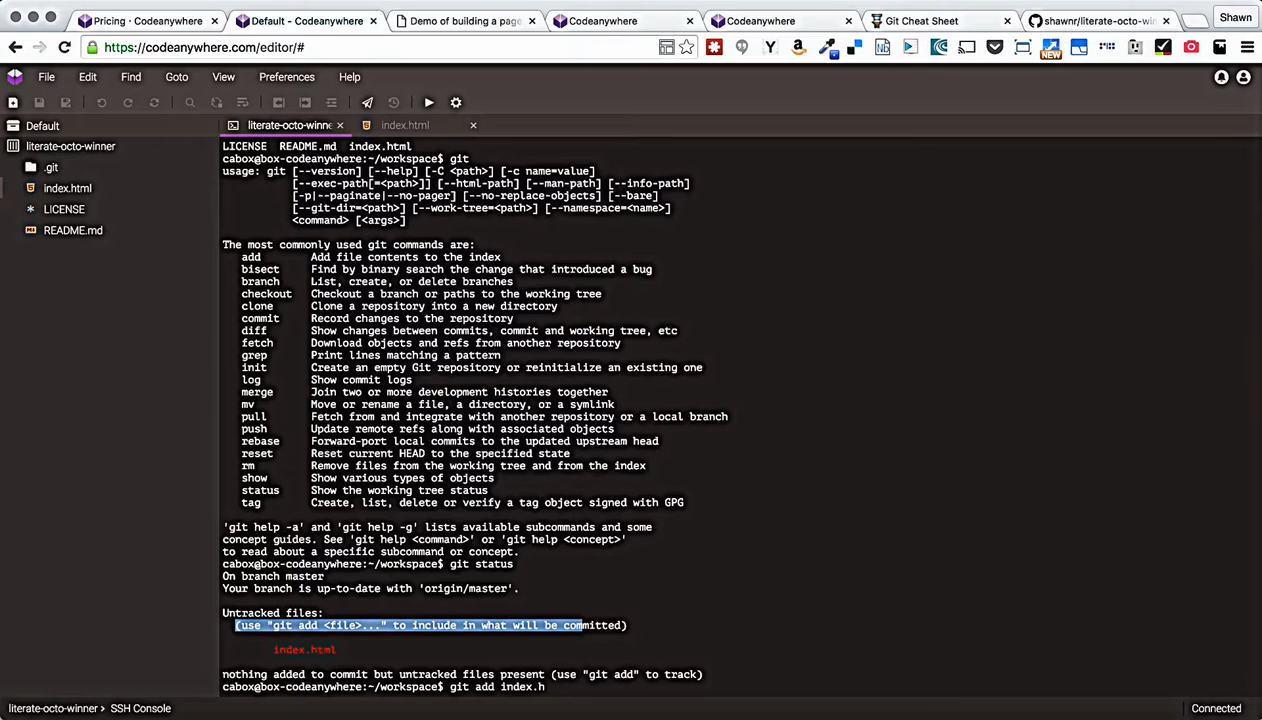 Pricing · Codeanywhere
Default - Codeanywhere
Demo of building a page
Codeanywhere
Codeanywhere
Git Cheat Sheet
shawnr/literate-octo-win
Shawn
https://codeanywhere.com/editor/#
NEW
File Edit Find Goto View Preferences Help
Default
literate-octo-winner
.git
index.html
LICENSE
README.md
literate-octo-winne
index.html
LICENSE README.md index.html
cabox@box-codeanywhere:~/workspace$ git
usage: git [--version] [--help] [-C <path>] [-c name=value]
[--exec-path[=<path>]] [--html-path] [--man-path] [--info-path]
[-p|--paginate|--no-pager] [--no-replace-objects] [--bare]
[--git-dir=<path>] [--work-tree=<path>] [--namespace=<name>]
<command> [<args>]
The most commonly used git commands are:
add Add file contents to the index
bisect Find by binary search the change that introduced a bug
branch List, create, or delete branches
checkout Checkout a branch or paths to the working tree
clone Clone a repository into a new directory
commit Record changes to the repository
diff Show changes between commits, commit and working tree, etc
fetch Download objects and refs from another repository
grep Print lines matching a pattern
init Create an empty Git repository or reinitialize an existing one
log Show commit logs
merge Join two or more development histories together
mv Move or rename a file, a directory, or a symlink
pull Fetch from and integrate with another repository or a local branch
push Update remote refs along with associated objects
rebase Forward-port local commits to the updated upstream head
reset Reset current HEAD to the specified state
rm Remove files from the working tree and from the index
show Show various types of objects
status Show the working tree status
tag Create, list, delete or verify a tag object signed with GPG
'git help -a' and 'git help -g' lists available subcommands and some
concept guides. See 'git help <command>' or 'git help <concept>'
to read about a specific subcommand or concept.
cabox@box-codeanywhere:~/workspace$ git status
On branch master
Your branch is up-to-date with 'origin/master'.
Untracked files:
(use "git add <file>..." to include in what will be committed)
index.html
nothing added to commit but untracked files present (use "git add" to track)
cabox@box-codeanywhere:~/workspace$ git add index.h
literate-octo-winner > SSH Console
Connected